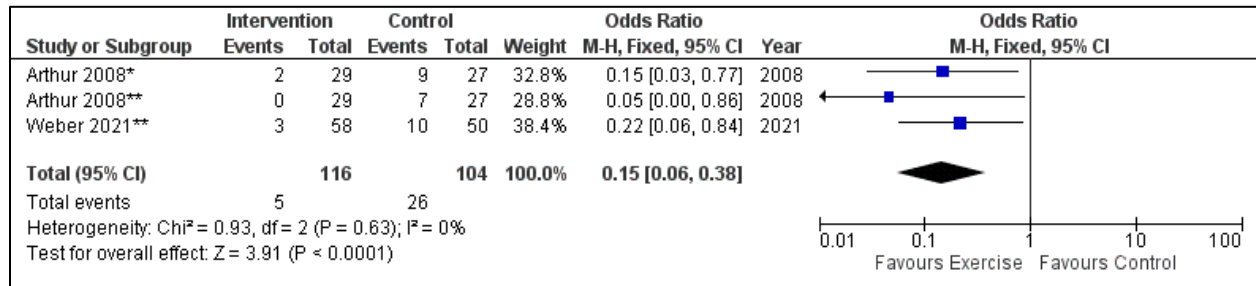 Intervention Control Odds Ratio Odds Ratio
Study or Subgroup Events Total Events Total Weight M-H, Fixed, 95% CI Year M-H, Fixed, 95% CI
Arthur 2008* 2 29 9 27 32.8% 0.15 [0.03, 0.77] 2008
Arthur 2008** 0 29 7 27 28.8% 0.05 [0.00, 0.86] 2008
Weber 2021** 3 58 10 50 38.4% 0.22 [0.06, 0.84] 2021
Total (95% CI) 116 104 100.0% 0.15 [0.06, 0.38]
Total events 5 26
Heterogeneity: Chi² = 0.93, df = 2 (P = 0.63); I² = 0%
Test for overall effect: Z = 3.91 (P < 0.0001)
0.01 0.1 1 10 100
Favours Exercise Favours Control